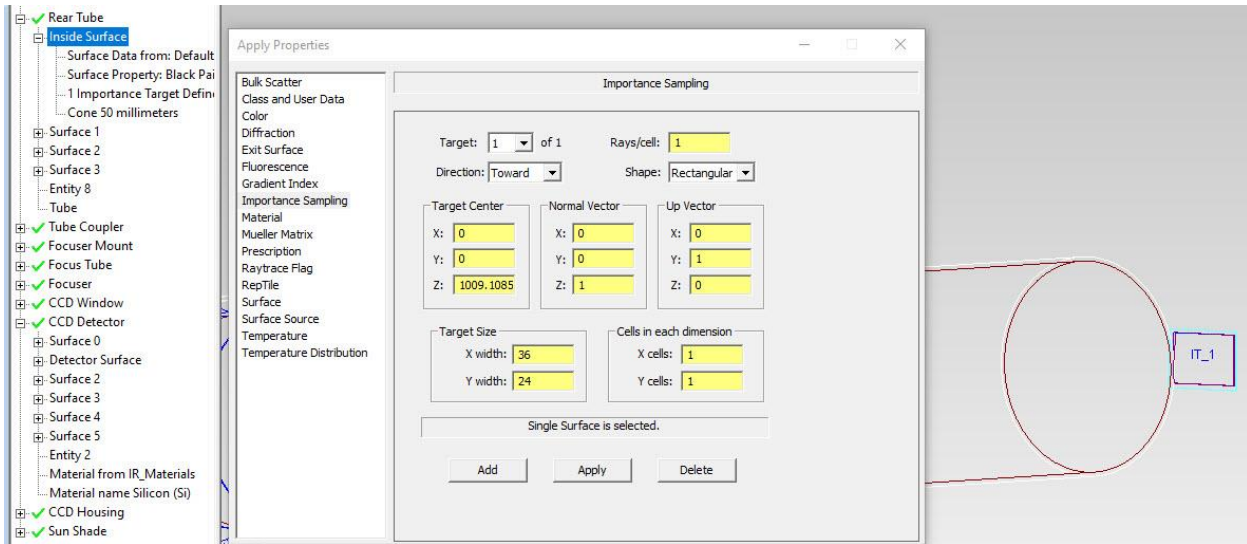 Rear Tube
Inside Surface
Surface Data from: Default
Surface Property: Black Pai
1 Importance Target Define
Cone 50 millimeters
Surface 1
Surface 2
Surface 3
Entity 8
Tube
Tube Coupler
Focuser Mount
Focus Tube
Focuser
CCD Window
CCD Detector
Surface 0
Detector Surface
Surface 2
Surface 3
Surface 4
Surface 5
Entity 2
Material from IR_Materials
Material name Silicon (Si)
CCD Housing
Sun Shade
Apply Properties
Bulk Scatter
Class and User Data
Color
Diffraction
Exit Surface
Fluorescence
Gradient Index
Importance Sampling
Material
Mueller Matrix
Prescription
Raytrace Flag
RepTile
Surface
Surface Source
Temperature
Temperature Distribution
Importance Sampling
Target: 1 of 1 Rays/cell: 1
Direction: Toward Shape: Rectangular
Target Center Normal Vector Up Vector
X: 0 X: 0 X: 0
Y: 0 Y: 0 Y: 1
Z: 1009.1085 Z: 1 Z: 0
Target Size Cells in each dimension
X width: 36 X cells: 1
Y width: 24 Y cells: 1
Single Surface is selected.
Add Apply Delete
IT_1